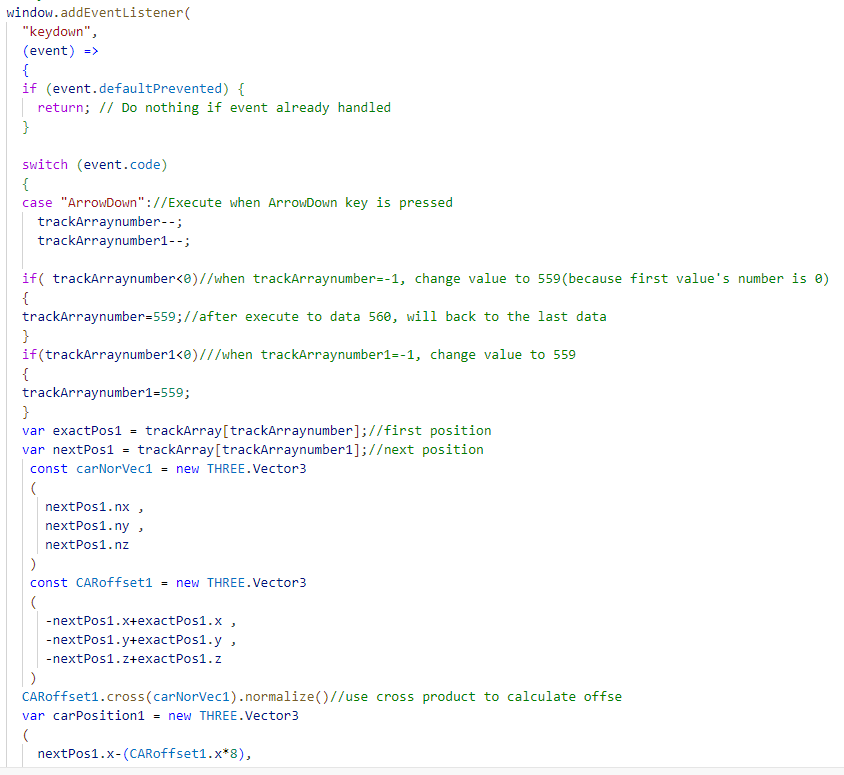 window.addEventListener(
"keydown",
(event) =>
{
if (event.defaultPrevented) {
return; // Do nothing if event already handled
}
switch (event.code)
{
case "ArrowDown"://Execute when ArrowDown key is pressed
trackArraynumber--;
trackArraynumber1--;
if( trackArraynumber<0)//when trackArraynumber=-1, change value to 559(because first value's number is 0)
{
trackArraynumber=559;//after execute to data 560, will back to the last data
}
if(trackArraynumber1<0)///when trackArraynumber1=-1, change value to 559
{
trackArraynumber1=559;
}
var exactPos1 = trackArray[trackArraynumber];//first position
var nextPos1 = trackArray[trackArraynumber1];//next position
const carNorVec1 = new THREE.Vector3
(
nextPos1.nx ,
nextPos1.ny ,
nextPos1.nz
)
const CARoffset1 = new THREE.Vector3
(
-nextPos1.x+exactPos1.x ,
-nextPos1.y+exactPos1.y ,
-nextPos1.z+exactPos1.z
)
CARoffset1.cross(carNorVec1).normalize()//use cross product to calculate offse
var carPosition1 = new THREE.Vector3
(
nextPos1.x-(CARoffset1.x*8),